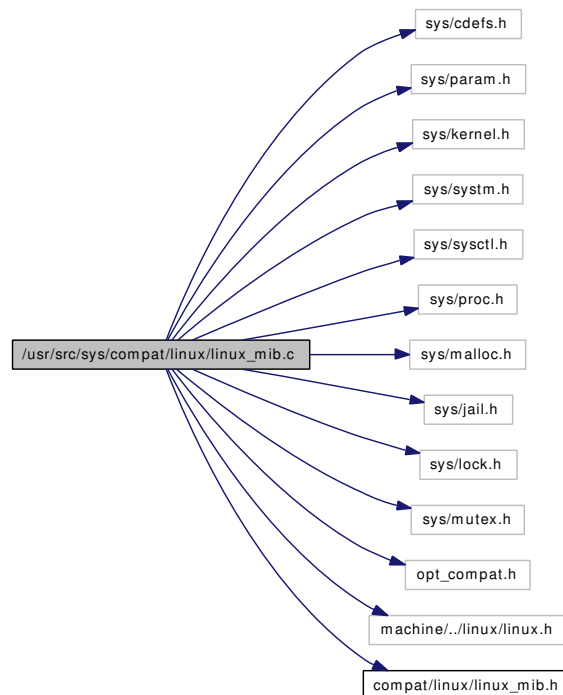 sys/cdefs.h
sys/param.h
sys/kernel.h
sys/systm.h
sys/sysctl.h
sys/proc.h
/usr/src/sys/compat/linux/linux_mib.c
sys/malloc.h
sys/jail.h
sys/lock.h
sys/mutex.h
opt_compat.h
machine/../linux/linux.h
compat/linux/linux_mib.h